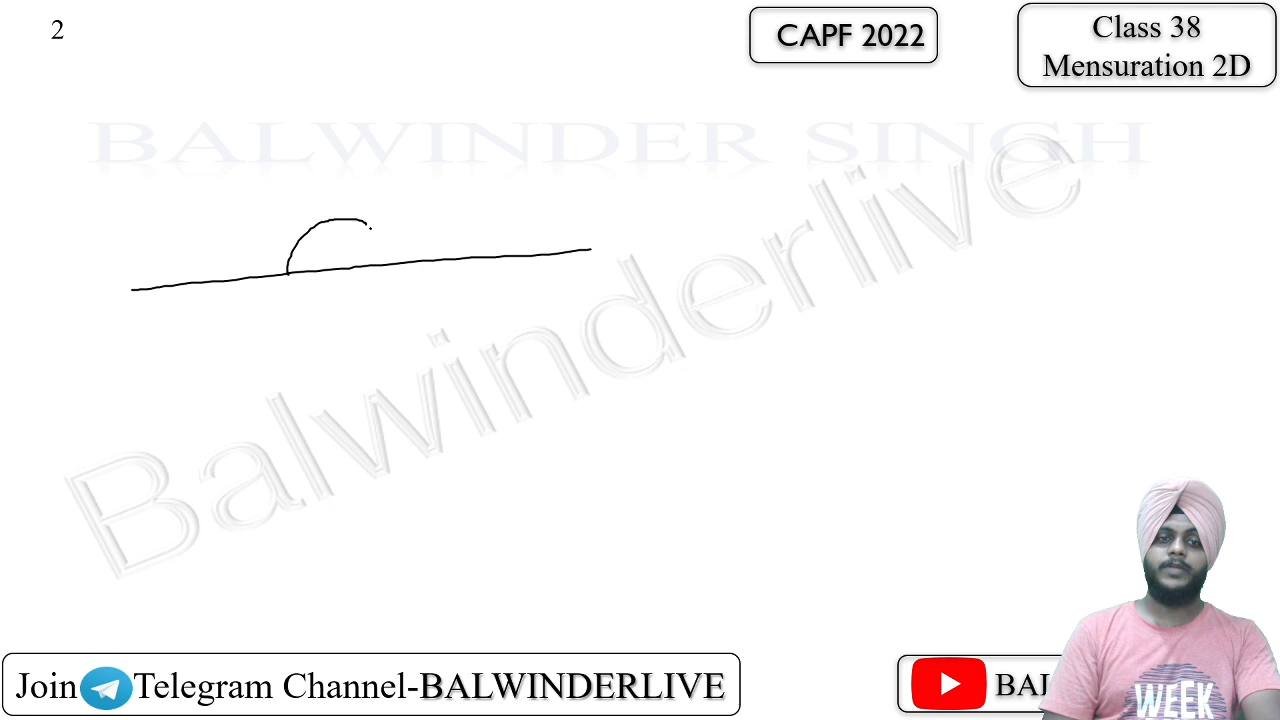 2
CAPF 2022
Class 38
Mensuration 2D
BALWINDER SINGH
Balwinderlive
Join Telegram Channel-BALWINDERLIVE
BAL
WEEK